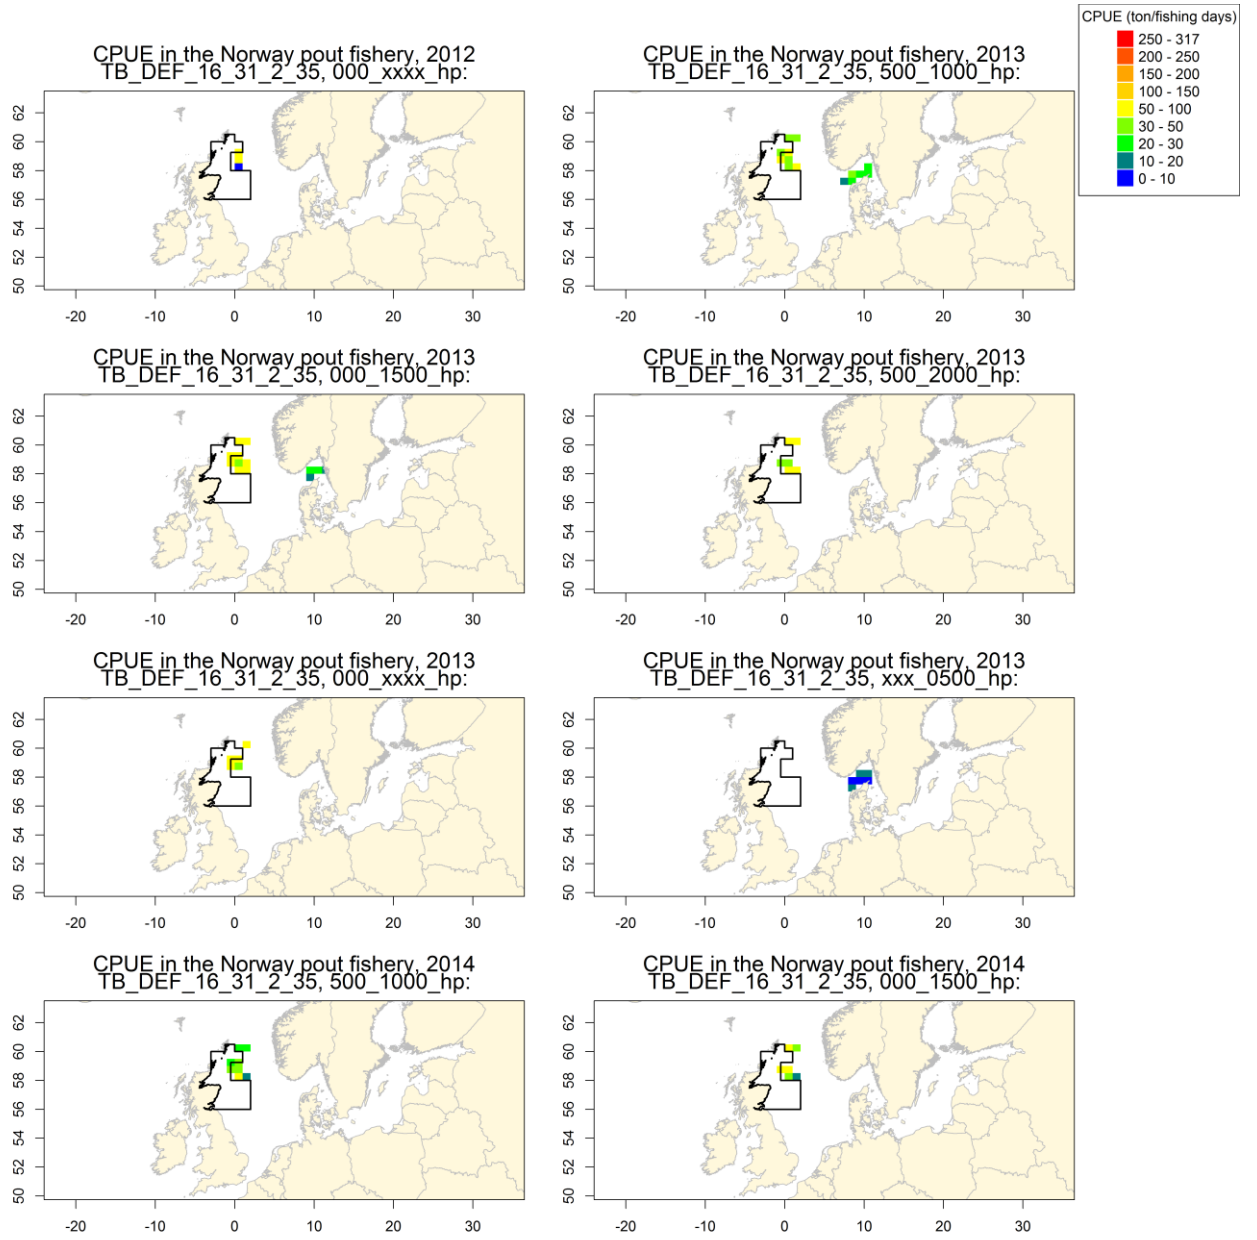 CPUE (ton/fishing days)
250 - 317
200 - 250
150 - 200
100 - 150
50 - 100
30 - 50
20 - 30
10 - 20
0 - 10
CPUE in the Norway pout fishery, 2012
TB_DEF_16_31_2_35, 000_xxxx_hp:
62
60
58
56
54
52
50
-20 -10 0 10 20 30
CPUE in the Norway pout fishery, 2013
TB_DEF_16_31_2_35, 500_1000_hp:
62
60
58
56
54
52
50
-20 -10 0 10 20 30
CPUE in the Norway pout fishery, 2013
TB_DEF_16_31_2_35, 000_1500_hp:
62
60
58
56
54
52
50
-20 -10 0 10 20 30
CPUE in the Norway pout fishery, 2013
TB_DEF_16_31_2_35, 500_2000_hp:
62
60
58
56
54
52
50
-20 -10 0 10 20 30
CPUE in the Norway pout fishery, 2013
TB_DEF_16_31_2_35, 000_xxxx_hp:
62
60
58
56
54
52
50
-20 -10 0 10 20 30
CPUE in the Norway pout fishery, 2013
TB_DEF_16_31_2_35, xxx_0500_hp:
62
60
58
56
54
52
50
-20 -10 0 10 20 30
CPUE in the Norway pout fishery, 2014
TB_DEF_16_31_2_35, 500_1000_hp:
62
60
58
56
54
52
50
-20 -10 0 10 20 30
CPUE in the Norway pout fishery, 2014
TB_DEF_16_31_2_35, 000_1500_hp:
62
60
58
56
54
52
50
-20 -10 0 10 20 30